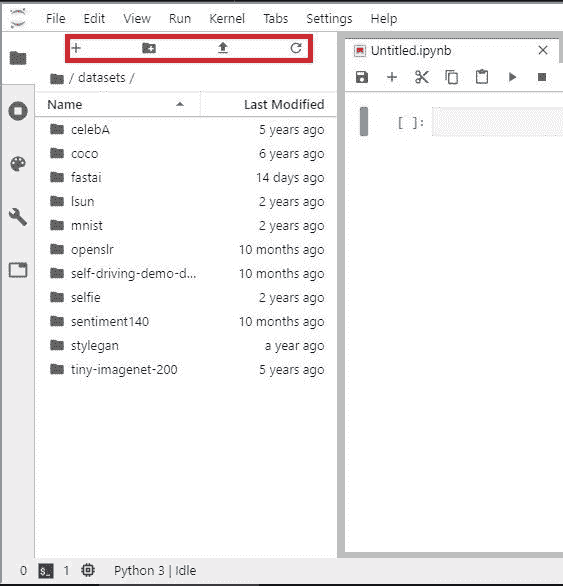 File Edit View Run Kernel Tabs Settings Help
Untitled.ipynb
/ datasets /
Name Last Modified
[ ]:
celebA 5 years ago
coco 6 years ago
fastai 14 days ago
lsun 2 years ago
mnist 2 years ago
openslr 10 months ago
self-driving-demo-d... 10 months ago
selfie 2 years ago
sentiment140 10 months ago
stylegan a year ago
tiny-imagenet-200 5 years ago
0 1 Python 3 | Idle